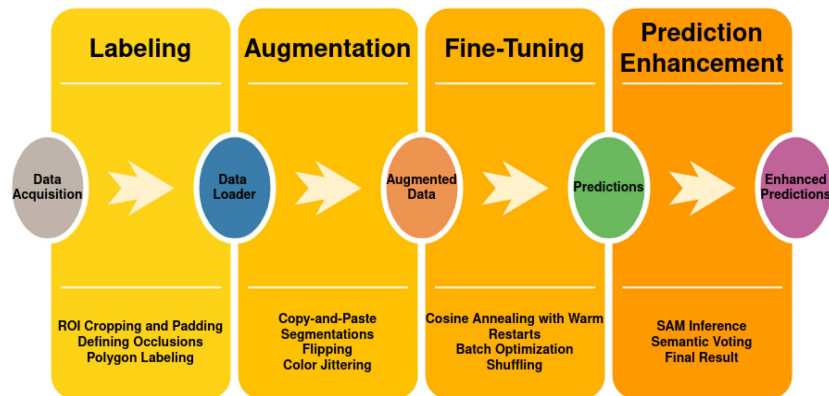 Labeling
Augmentation
Fine-Tuning
Prediction
Enhancement
Data
Acquisition
Data
Loader
Augmented
Data
Predictions
Enhanced
Predictions
ROI Cropping and Padding
Defining Occlusions
Polygon Labeling
Copy-and-Paste
Segmentations
Flipping
Color Jittering
Cosine Annealing with Warm
Restarts
Batch Optimization
Shuffling
SAM Inference
Semantic Voting
Final Result